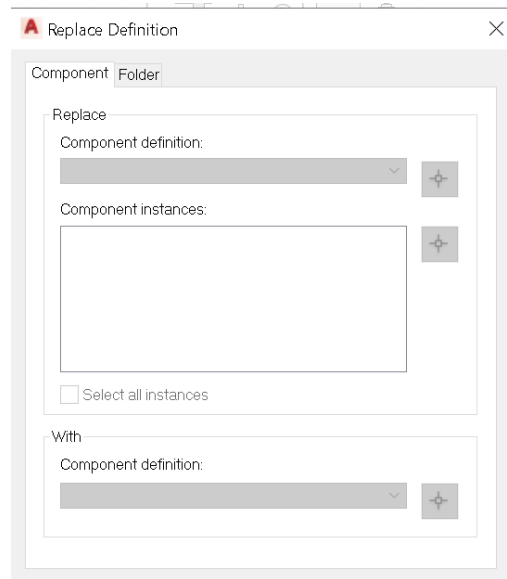 Replace Definition
Component Folder
Replace
Component definition:
Component instances:
Select all instances
With
Component definition: